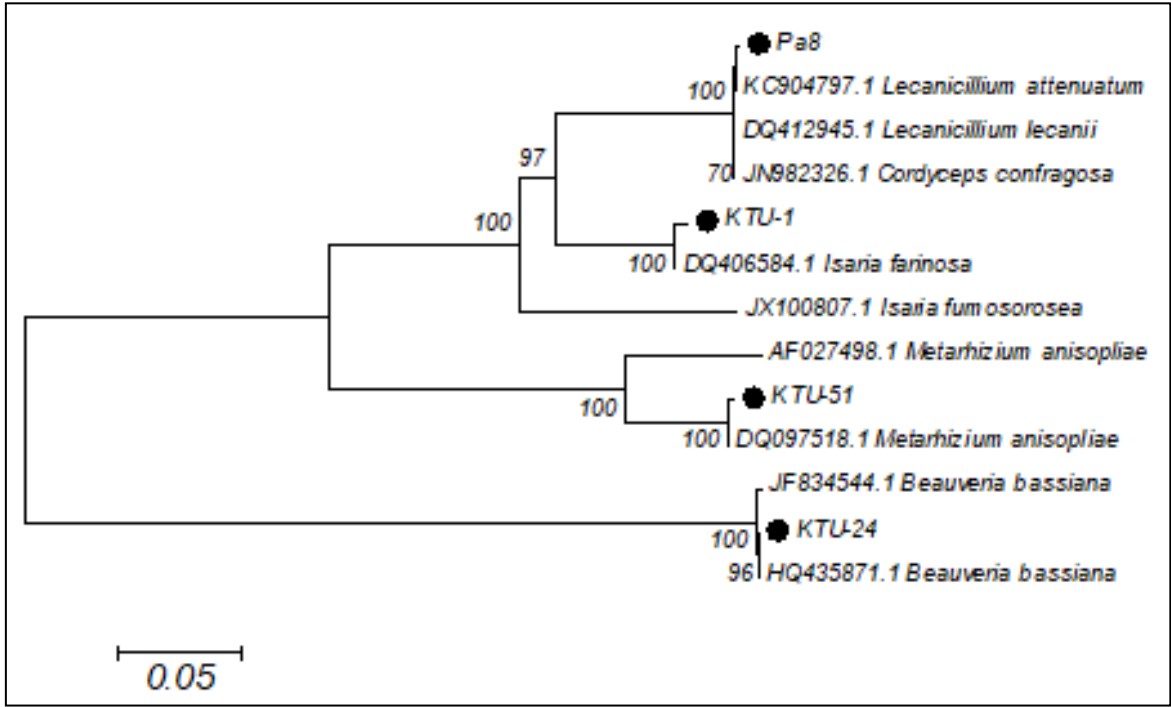 Pa8
100 KC904797.1 Lecanicillium attenuatum
DQ412945.1 Lecanicillium lecanii
70 JN982326.1 Cordyceps confragosa
97
KTU-1
100
100 DQ406584.1 Isaria farinosa
JX100807.1 Isaria fumosorosea
AF027498.1 Metarhizium anisopliae
KTU-51
100
100 DQ097518.1 Metarhizium anisopliae
JF834544.1 Beauveria bassiana
KTU-24
100
96 HQ435871.1 Beauveria bassiana
0.05